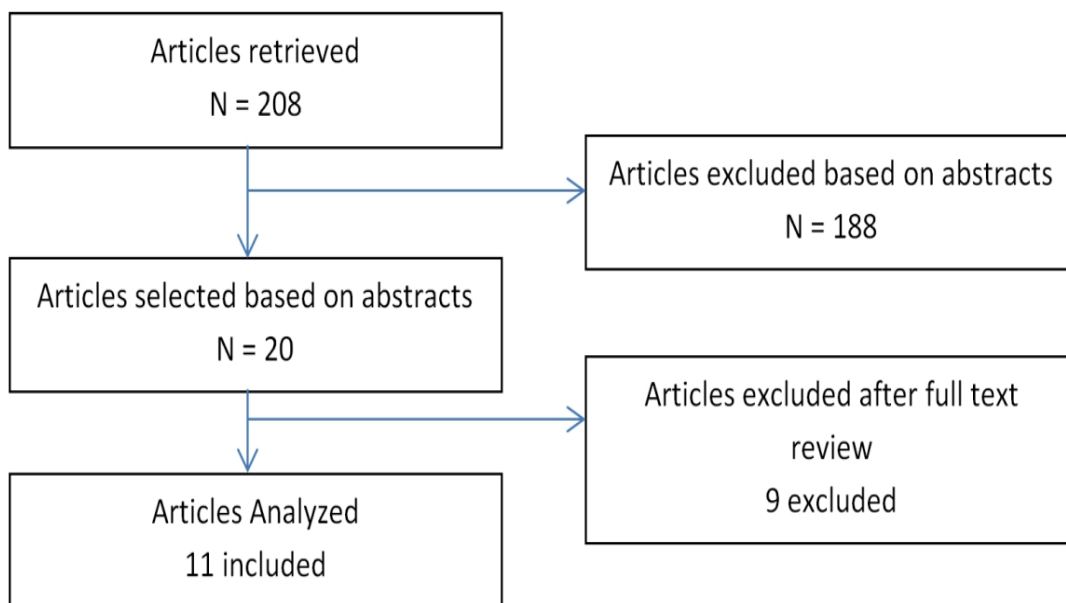 Articles retrieved
N = 208
Articles excluded based on abstracts
N = 188
Articles selected based on abstracts
N = 20
Articles excluded after full text
review
9 excluded
Articles Analyzed
11 included